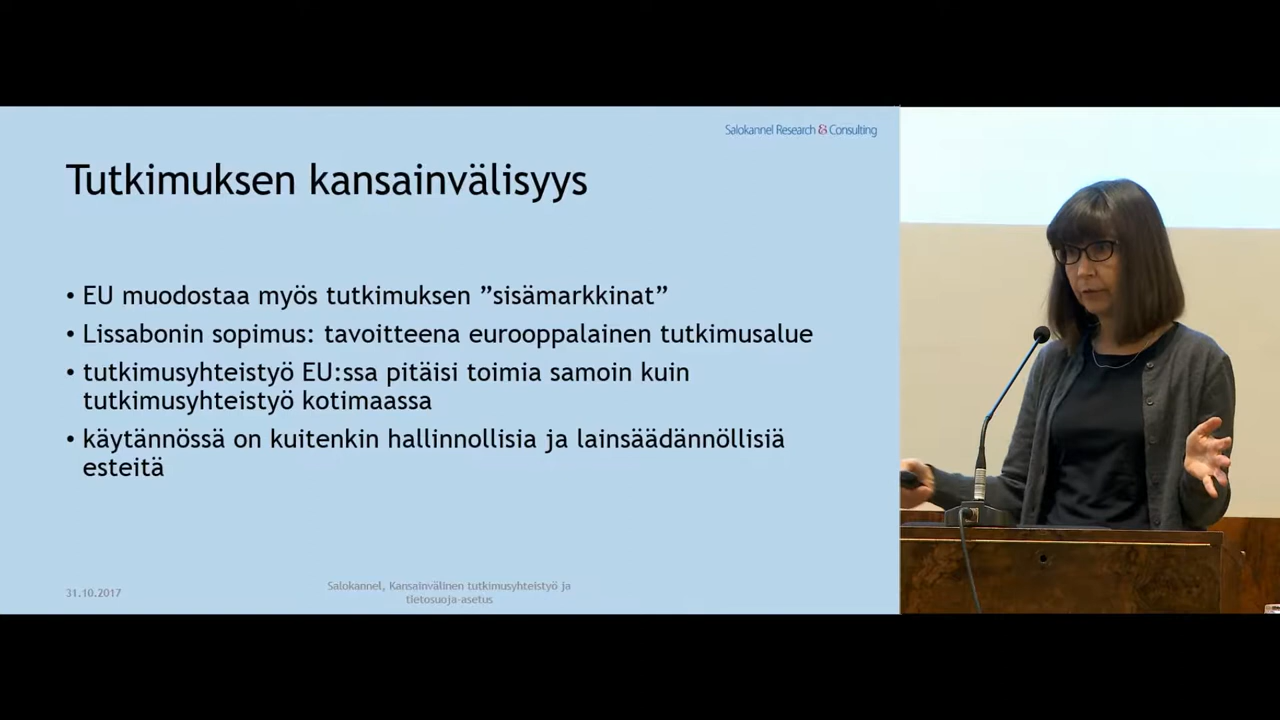 Salokannel Research & Consulting
Tutkimuksen kansainvälisyys
• EU muodostaa myös tutkimuksen ”sisämarkkinat”
• Lissabonin sopimus: tavoitteena eurooppalainen tutkimusalue
• tutkimusyhteistyö EU:ssa pitäisi toimia samoin kuin
tutkimusyhteistyö kotimaassa
• käytännössä on kuitenkin hallinnollisia ja lainsäädännöllisiä
esteitä
31.10.2017
Salokannel, Kansainvälinen tutkimusyhteistyö ja
tietosuoja-asetus